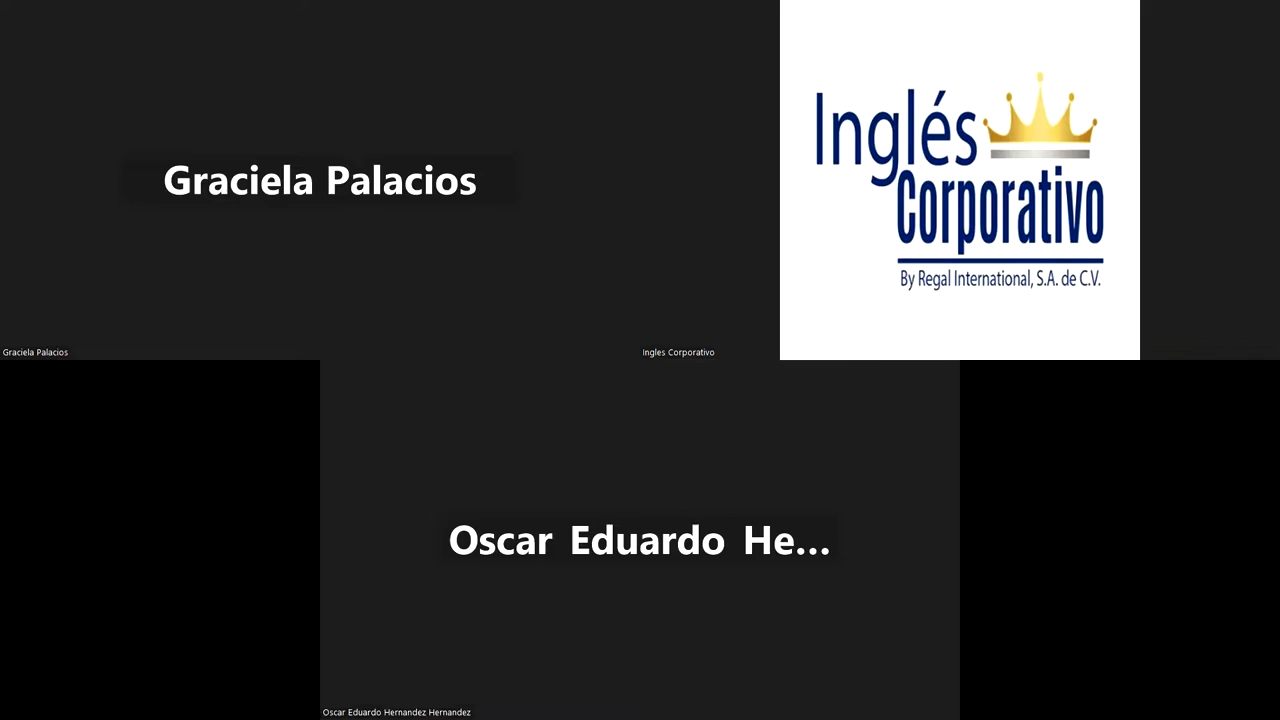 Graciela Palacios
Inglés
Corporativo
By Regal International, S.A. de C.V.
Graciela Palacios
Ingles Corporativo
Oscar Eduardo He...
Oscar Eduardo Hernandez Hernandez